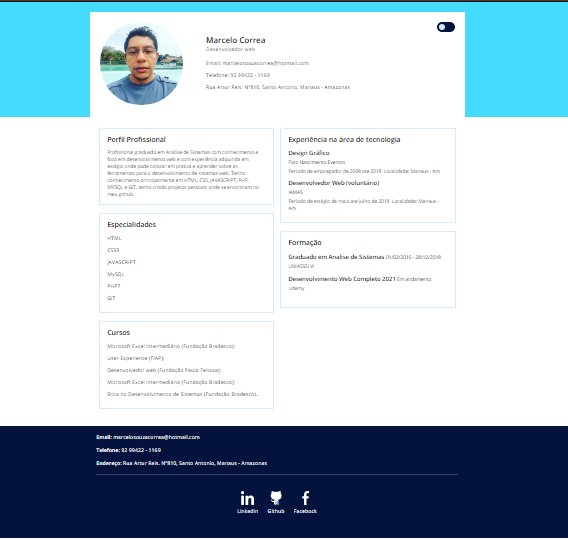 Marcelo Correa
Desenvolvedor web
Email: marcelosouzacorrea@hotmail.com
Telefone: 92 99422 - 1169
Rua Artur Reis. Nº810, Santo Antonio, Manaus - Amazonas
Perfil Profissional
Profissional graduado em Análise de Sistemas com conhecimento e
foco em desenvolvimento web e com experiência adquirida em
estágio onde pude colocar em prática e aprender sobre as
ferramentas para o desenvolvimento de sistemas web. Tenho
conhecimento principalmente em HTML, CSS, JAVASCRIPT, PHP,
MYSQL e GIT, tenho criado projetos pessoais onde se encontram no
meu github.
Especialidades
HTML
CSS3
JAVASCRIPT
MySQL
PHP7
GIT
Cursos
Microsoft Excel Intermediário (Fundação Bradesco);
User Experience (FIAP);
Desenvolvedor web (Fundação Paulo Feitoza);
Microsoft Excel Intermediário (Fundação Bradesco);
Etica no Desenvolvimento de Sistemas (Fundação Bradesco).
Experiência na área de tecnologia
Design Gráfico
Foto Nascimento Eventos
Período de empregador de 2008 até 2018. Localidade: Manaus - Am
Desenvolvedor Web (voluntário)
IAMAS
Período de estágio de maio ate julho de 2018. Localidade: Manaus -
Am
Formação
Graduado em Analise de Sistemas 01/02/2016 - 28/12/2018
UNIASSELVI
Desenvolvimento Web Completo 2021 Em andamento
Udemy
Email: marcelosouzacorrea@hotmail.com
Telefone: 92 99422 - 1169
Endereço: Rua Artur Reis. Nº810, Santo Antonio, Manaus - Amazonas
LinkedIn Github Facebook